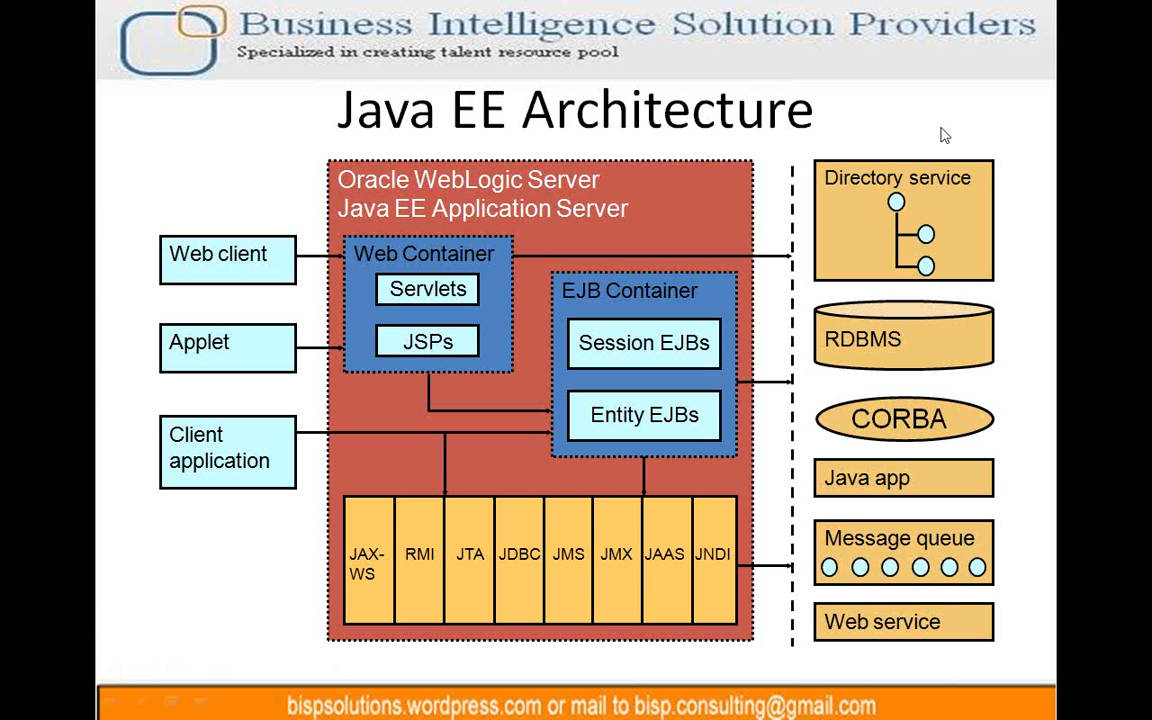 Business Intelligence Solution Providers
Specialized in creating talent resource pool
Java EE Architecture
Oracle WebLogic Server
Java EE Application Server
Web client
Applet
Client
application
Web Container
Servlets
JSPs
EJB Container
Session EJBs
Entity EJBs
JAX-
WS
RMI
JTA
JDBC
JMS
JMX
JAAS
JNDI
Directory service
RDBMS
CORBA
Java app
Message queue
Web service
bispsolutions.wordpress.com or mail to bisp.consulting@gmail.com